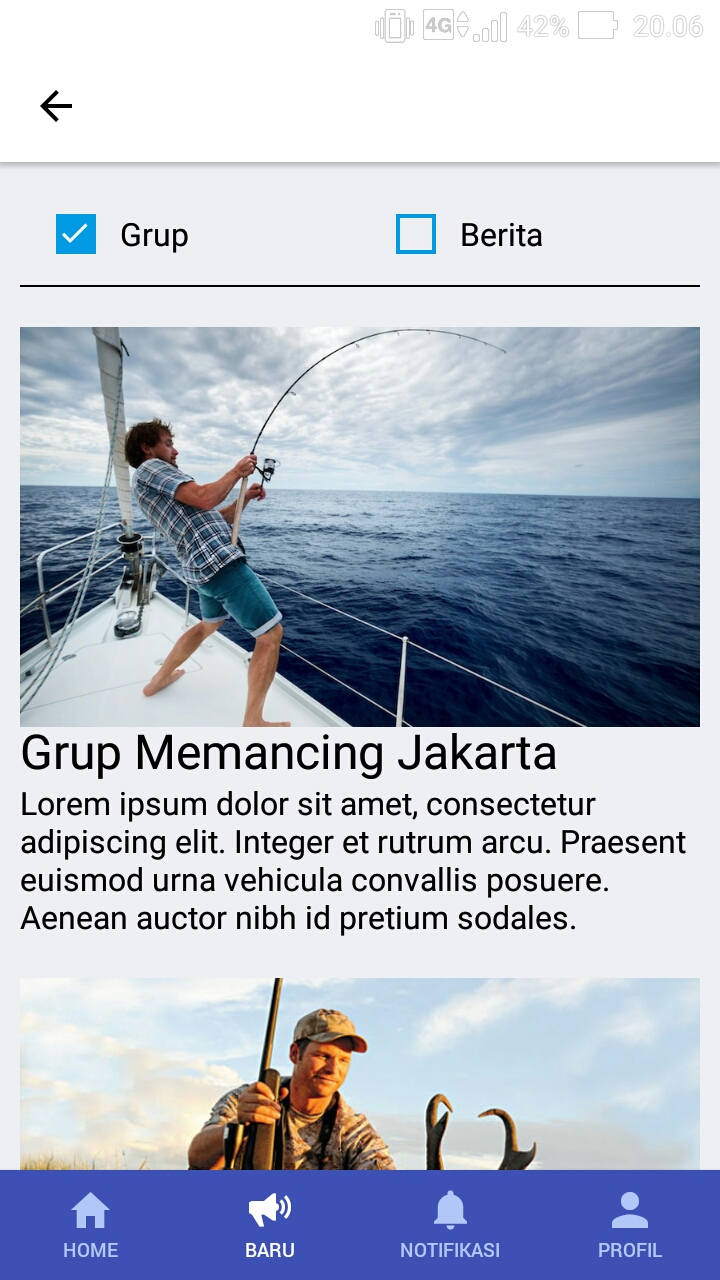 4G 42% 20.06
Grup Berita
Grup Memancing Jakarta
Lorem ipsum dolor sit amet, consectetur
adipiscing elit. Integer et rutrum arcu. Praesent
euismod urna vehicula convallis posuere.
Aenean auctor nibh id pretium sodales.
HOME BARU NOTIFIKASI PROFIL